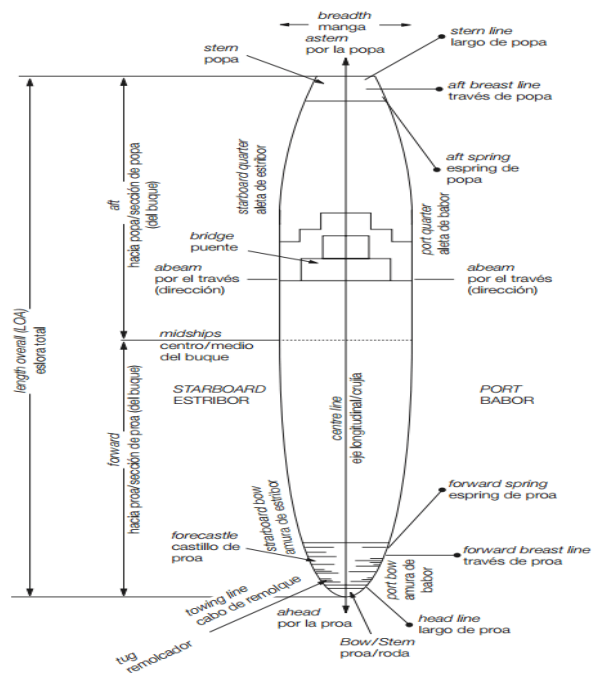 breadth
manga
astern
por la popa
stern
popa
stern line
largo de popa
aft breast line
través de popa
aft spring
espring de
popa
starboard quarter
aleta de estribor
port quarter
aleta de babor
bridge
puente
abeam
por el través
(dirección)
abeam
por el través
(dirección)
aft
hacia popa/sección de popa
(del buque)
length overall (LOA)
eslora total
midships
centro/medio
del buque
STARBOARD
ESTRIBOR
centre line
eje longitudinal/crujia
PORT
BABOR
forward
hacia proa/sección de proa (del buque)
forward spring
espring de proa
strarboard bow
amura de estribor
forecastle
castillo de
proa
forward breast line
través de proa
port bow
amura de
babor
towing line
cabo de remolque
tug
remolcador
ahead
por la proa
head line
largo de proa
Bow/Stem
proa/roda